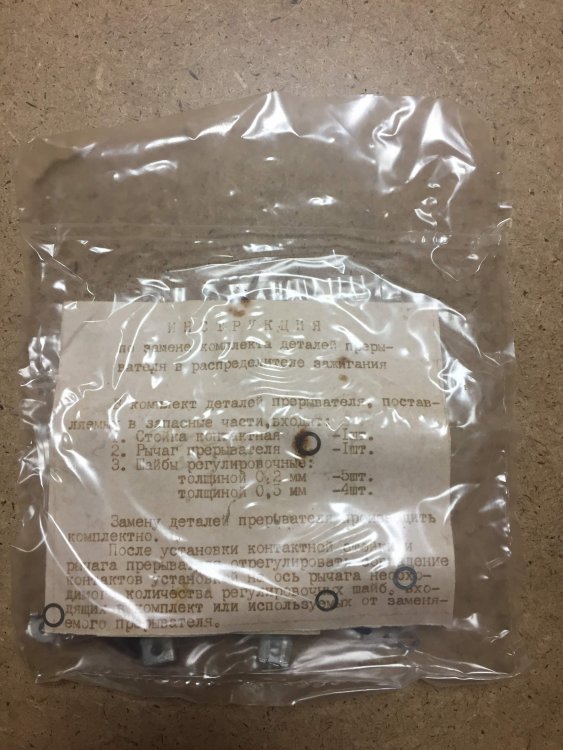 ИНСТРУКЦИЯ
по замене комплекта деталей преры-
вателя в распределителе зажигания
комплект деталей прерывателя, постав-
ляемый в запасные части, входят:
1. Стойка контактная -1шт.
2. Рычаг прерывателя -1шт.
3. Шайбы регулировочные:
толщиной 0,2 мм -5шт.
толщиной 0,5 мм -4шт.
Замену деталей прерывателя производить
комплектно.
После установки контактной стойки и
рычага прерывателя отрегулировать совпадение
контактов установкой на ось рычага необхо-
димого количества регулировочных шайб, вхо-
дящих в комплект или используемых от заменя-
емого прерывателя.